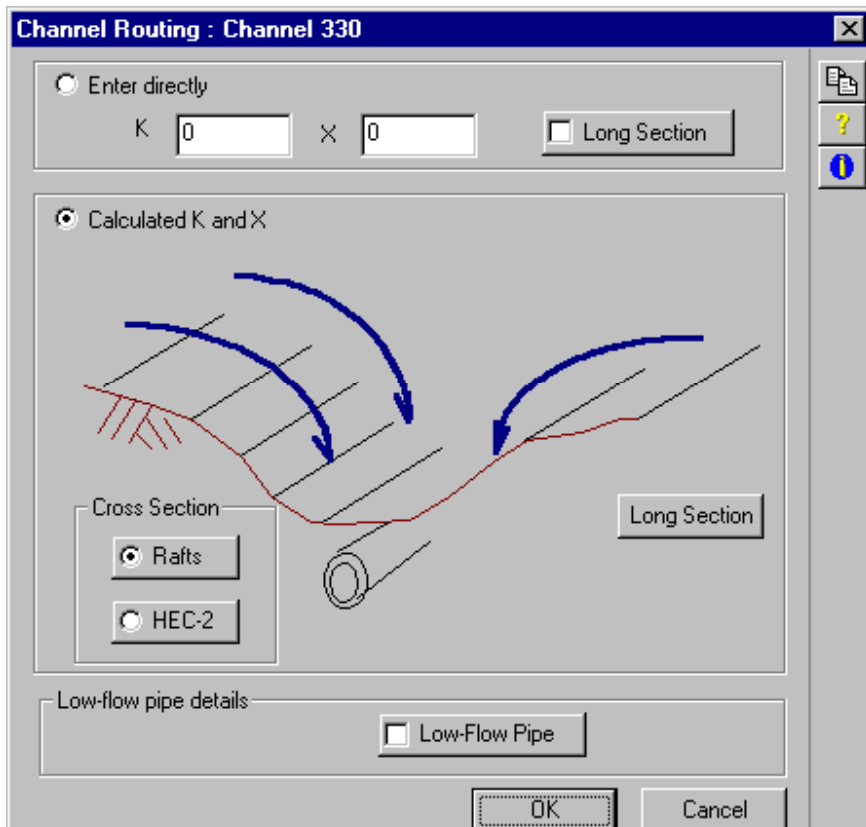 Channel Routing : Channel 330
Enter directly
K 0 X 0 Long Section
Calculated K and X
Cross Section
Long Section
Rafts
HEC-2
Low-flow pipe details
Low-Flow Pipe
OK Cancel